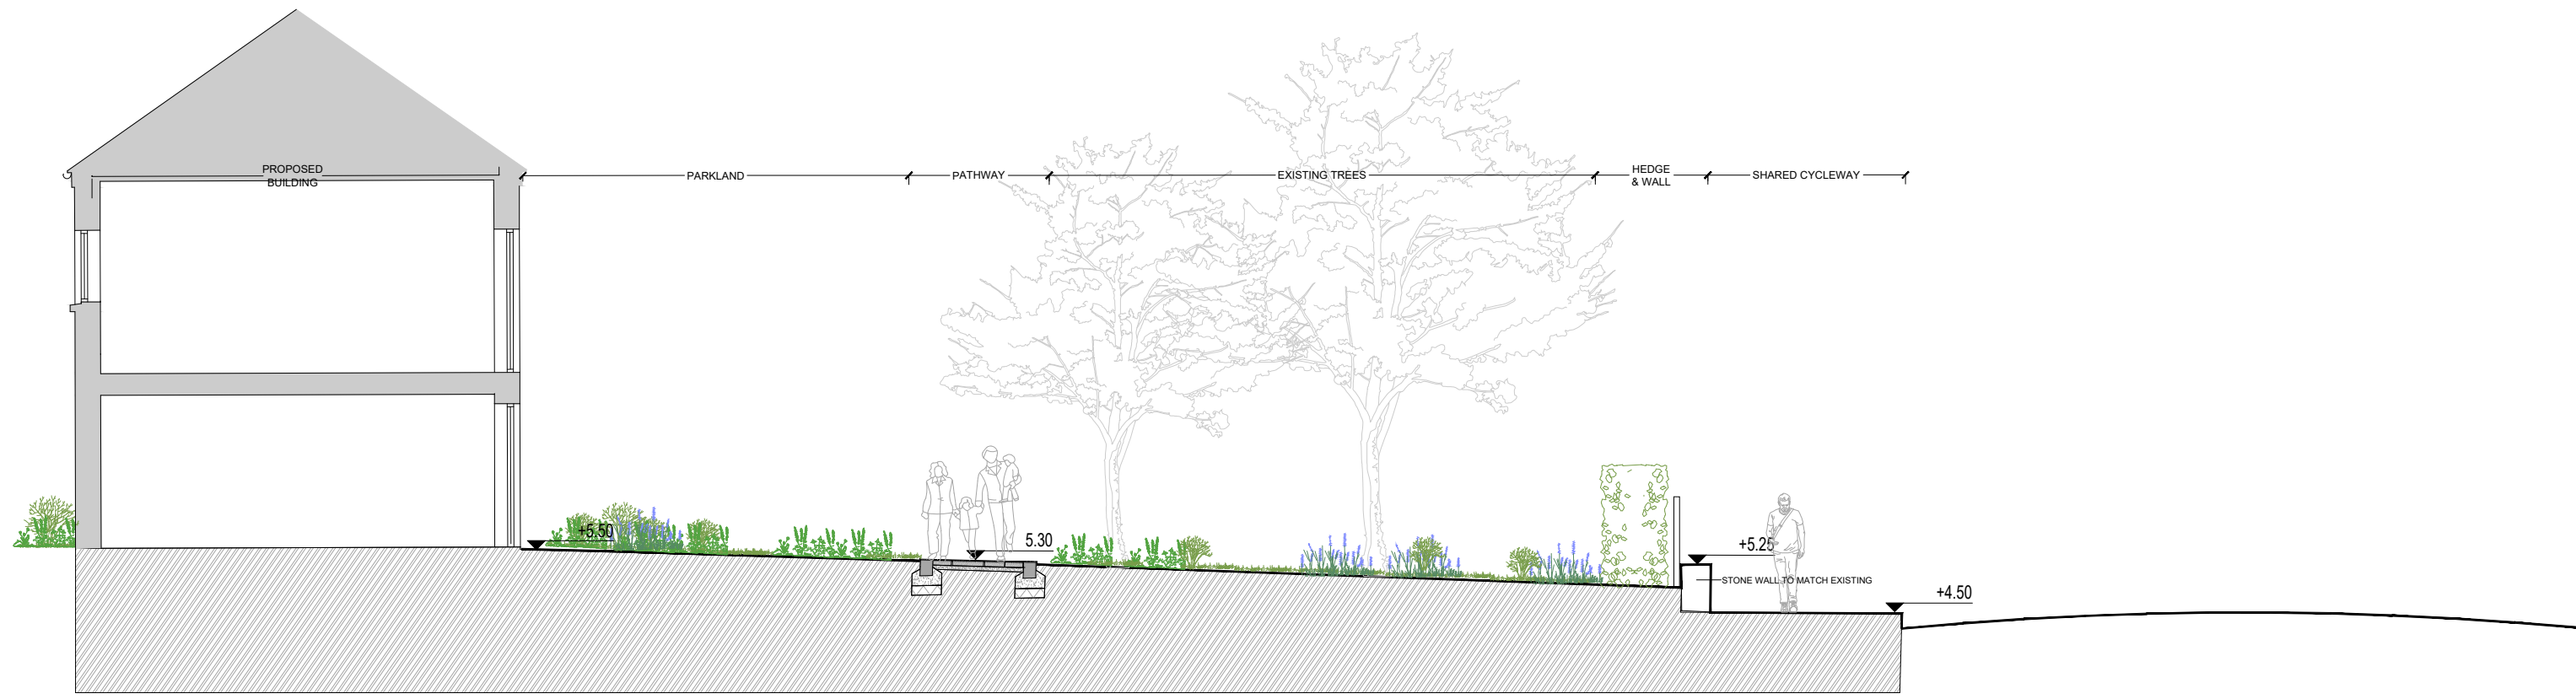 PROPOSED
BUILDING
PARKLAND
PATHWAY
EXISTING TREES
HEDGE
& WALL
SHARED CYCLEWAY
+5.50
5.30
+5.25
STONE WALL TO MATCH EXISTING
+4.50